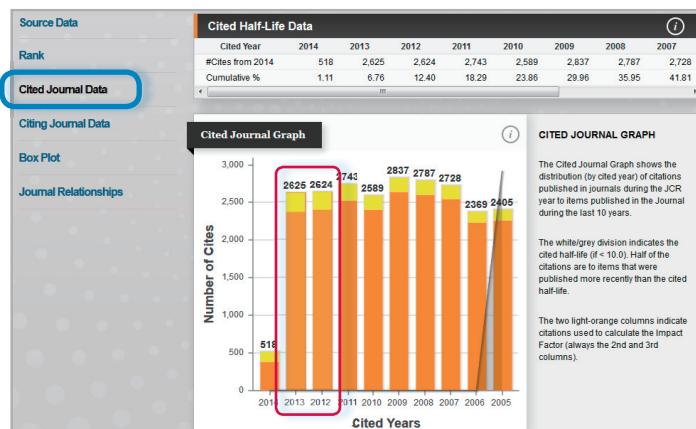 Source Data
Rank
Cited Journal Data
Citing Journal Data
Box Plot
Journal Relationships
Cited Half-Life Data
i
Cited Year 2014 2013 2012 2011 2010 2009 2008 2007
#Cites from 2014 518 2,625 2,624 2,743 2,589 2,837 2,787 2,728
Cumulative % 1.11 6.76 12.40 18.29 23.86 29.96 35.95 41.81
Cited Journal Graph
i
Number of Cites
3,000
2,500
2,000
1,500
1,000
500
0
518 2625 2624 2743 2589 2837 2787 2728 2369 2405
2014 2013 2012 2011 2010 2009 2008 2007 2006 2005
Cited Years
CITED JOURNAL GRAPH
The Cited Journal Graph shows the
distribution (by cited year) of citations
published in journals during the JCR
year to items published in the Journal
during the last 10 years.
The white/grey division indicates the
cited half-life (if < 10.0). Half of the
citations are to items that were
published more recently than the cited
half-life.
The two light-orange columns indicate
citations used to calculate the Impact
Factor (always the 2nd and 3rd
columns).